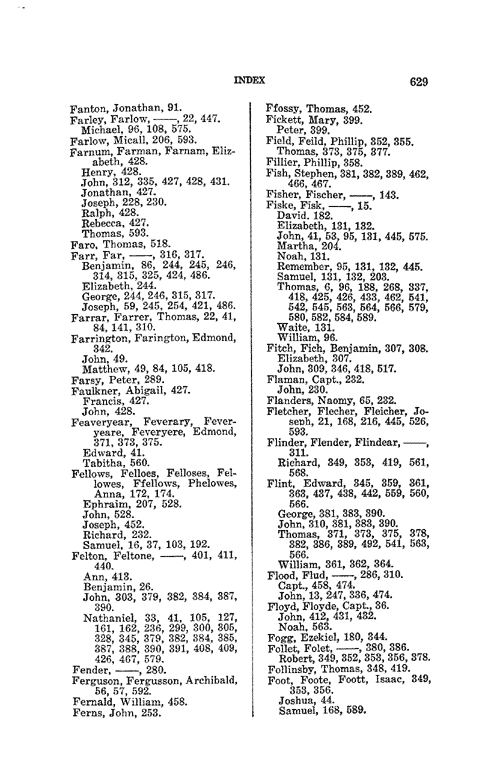 INDEX 629
Fanton, Jonathan, 91.
Farley, Farlow, ——, 22, 447.
Michael, 96, 108, 575.
Farlow, Micall, 206, 593.
Farnum, Farman, Farnam, Eliz-
abeth, 428.
Henry, 428.
John, 312, 335, 427, 428, 431.
Jonathan, 427.
Joseph, 228, 230.
Ralph, 428.
Rebecca, 427.
Thomas, 593.
Faro, Thomas, 518.
Farr, Far, ——, 316, 317.
Benjamin, 86, 244, 245, 246,
314, 315, 325, 424, 486.
Elizabeth, 244.
George, 244, 246, 315, 317.
Joseph, 59, 245, 254, 421, 486.
Farrar, Farrer, Thomas, 22, 41,
84, 141, 310.
Farrington, Farington, Edmond,
342.
John, 49.
Matthew, 49, 84, 105, 418.
Farsy, Peter, 289.
Faulkner, Abigail, 427.
Francis, 427.
John, 428.
Feaveryear, Feverary, Fever-
yeare, Feveryere, Edmond,
371, 373, 375.
Edward, 41.
Tabitha, 560.
Fellows, Felloes, Felloses, Fel-
lowes, Ffellows, Phelowes,
Anna, 172, 174.
Ephraim, 207, 528.
John, 528.
Joseph, 452.
Richard, 232.
Samuel, 16, 37, 103, 192.
Felton, Feltone, ——, 401, 411,
440.
Ann, 413.
Benjamin, 26.
John, 303, 379, 382, 384, 387,
390.
Nathaniel, 33, 41, 105, 127,
161, 162, 236, 299, 300, 305,
328, 345, 379, 382, 384, 385,
387, 388, 390, 391, 408, 409,
426, 467, 579.
Fender, ——, 280.
Ferguson, Fergusson, Archibald,
56, 57, 592.
Fernald, William, 458.
Ferns, John, 253.
Ffossy, Thomas, 452.
Fickett, Mary, 399.
Peter, 399.
Field, Feild, Phillip, 352, 355.
Thomas, 373, 375, 377.
Fillier, Phillip, 358.
Fish, Stephen, 381, 382, 389, 462,
466, 467.
Fisher, Fischer, ——, 143.
Fiske, Fisk, ——, 15.
David. 182.
Elizabeth, 131, 132.
John, 41, 53, 95, 131, 445, 575.
Martha, 204.
Noah, 131.
Remember, 95, 131, 132, 445.
Samuel, 131, 132, 203.
Thomas, 6, 96, 188, 268, 337,
418, 425, 426, 433, 462, 541,
542, 545, 563, 564, 566, 579,
580, 582, 584, 589.
Waite, 131.
William, 96.
Fitch, Fich, Benjamin, 307, 308.
Elizabeth, 307.
John, 309, 346, 418, 517.
Flaman, Capt., 232.
John, 230.
Flanders, Naomy, 65, 232.
Fletcher, Flecher, Fleicher, Jo-
seph, 21, 168, 216, 445, 526,
593.
Flinder, Flender, Flindear, ——,
311.
Richard, 349, 353, 419, 561,
568.
Flint, Edward, 345, 359, 361,
363, 437, 438, 442, 559, 560,
566.
George, 381, 383, 390.
John, 310, 381, 383, 390.
Thomas, 371, 373, 375, 378,
382, 386, 389, 492, 541, 563,
566.
William, 361, 362, 364.
Flood, Flud, ——, 286, 310.
Capt., 458, 474.
John, 13, 247, 336, 474.
Floyd, Floyde, Capt., 36.
John, 412, 431, 432.
Noah, 563.
Fogg, Ezekiel, 180, 344.
Follet, Folet, ——, 380, 386.
Robert, 349, 352, 353, 356, 378.
Follinsby, Thomas, 348, 419.
Foot, Foote, Foott, Isaac, 349,
353, 356.
Joshua, 44.
Samuel, 168, 589.